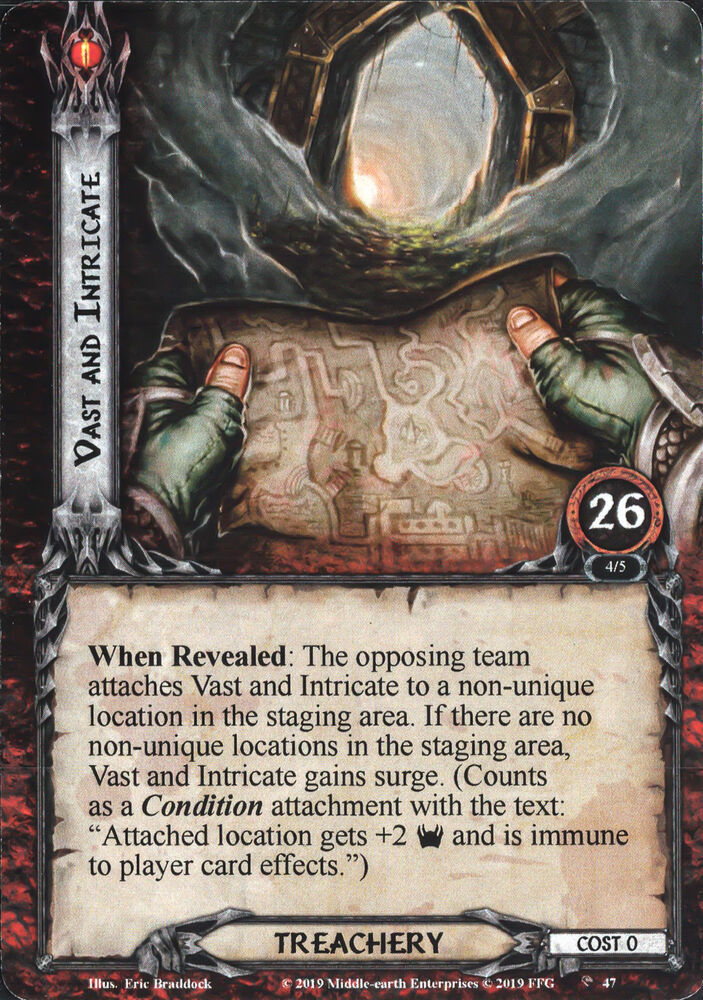 VAST AND INTRICATE
26
4/5
When Revealed: The opposing team
attaches Vast and Intricate to a non-unique
location in the staging area. If there are no
non-unique locations in the staging area,
Vast and Intricate gains surge. (Counts
as a Condition attachment with the text:
“Attached location gets +2 and is immune
to player card effects.”)
TREACHERY
COST 0
Illus. Eric Braddock
© 2019 Middle-earth Enterprises © 2019 FFG
47